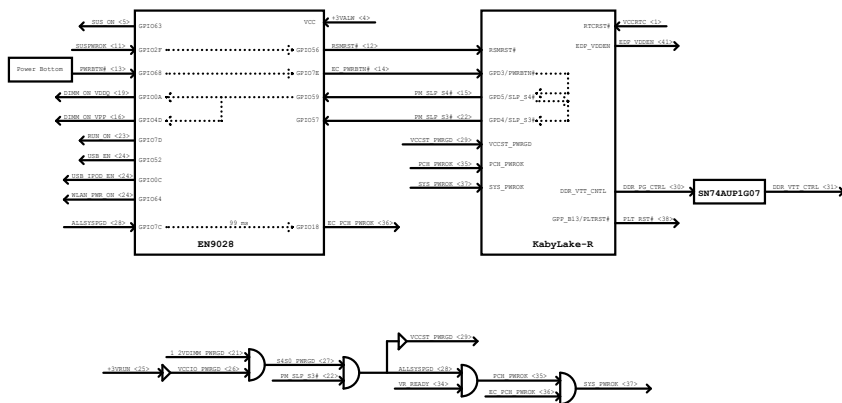 SUS_ON <5>
GPIO63
VCC
+3VALW <4>
RTCRST#
VCCRTC <1>
SUSPWROK <11>
GPIO2F
GPIO56
RSMRST# <12>
RSMRST#
EDP_VDDEN
EDP_VDDEN <41>
Power Bottom
PWRBTN# <13>
GPIO68
GPIO7E
EC_PWRBTN# <14>
GPD3/PWRBTN#
DIMM_ON_VDDQ <19>
GPIO0A
GPIO59
PM_SLP_S4# <15>
GPD5/SLP_S4#
DIMM_ON_VPP <16>
GPIO4D
GPIO57
PM_SLP_S3# <22>
GPD4/SLP_S3#
RUN_ON <23>
GPIO7D
VCCST_PWRGD <29>
VCCST_PWRGD
USB_EN <24>
GPIO52
PCH_PWROK <35>
PCH_PWROK
USB_IPOD_EN <24>
GPIO0C
SYS_PWROK <37>
SYS_PWROK
WLAN_PWR_ON <24>
GPIO64
DDR_VTT_CNTL
DDR_PG_CTRL <30>
SN74AUP1G07
DDR_VTT_CTRL <31>
ALLSYSPGD <28>
GPIO7C
99 ms
GPIO18
EC_PCH_PWROK <36>
GPP_B13/PLTRST#
PLT_RST# <38>
EN9028
KabyLake-R
VCCST_PWRGD <29>
1_2VDIMM_PWRGD <21>
S4S0_PWRGD <27>
+3VRUN <25>
VCCIO_PWRGD <26>
PM_SLP_S3# <22>
ALLSYSPGD <28>
PCH_PWROK <35>
VR_READY <34>
EC_PCH_PWROK <36>
SYS_PWROK <37>